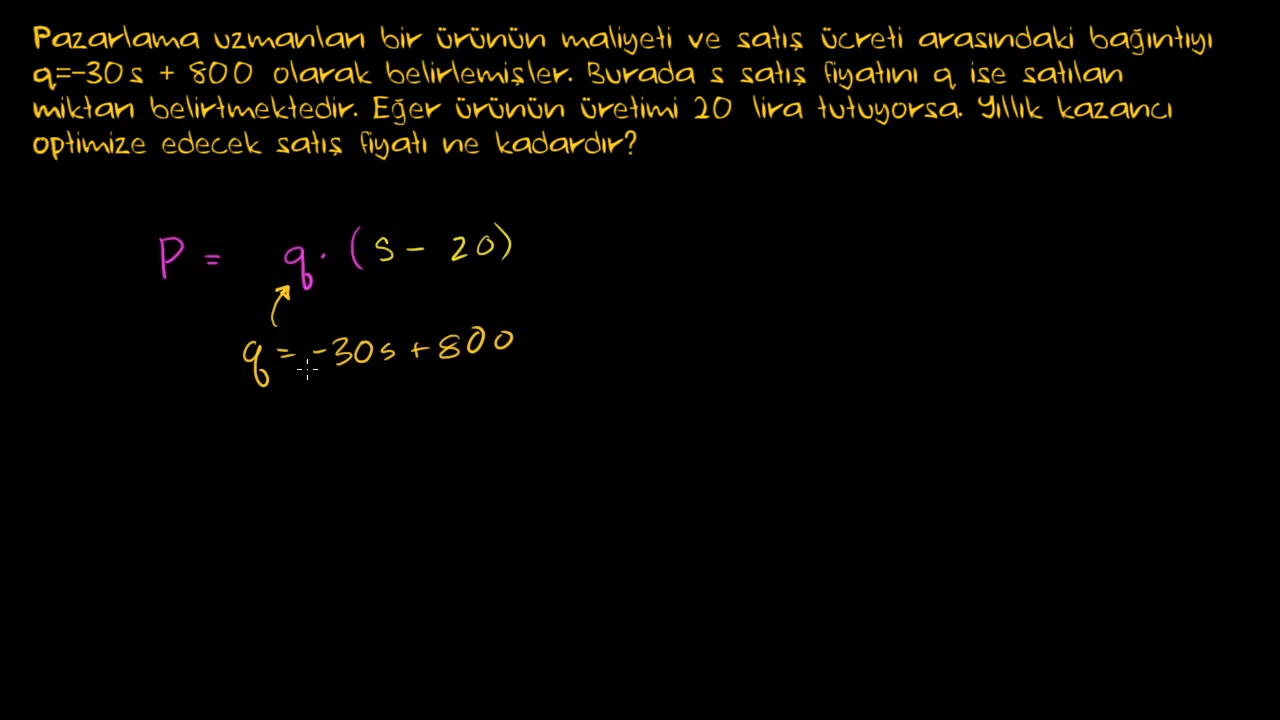 Pazarlama uzmanları bir ürünün maliyeti ve satış ücreti arasındaki bağıntıyı
q=-30s + 800 olarak belirlemişler. Burada s satış fiyatını q ise satılan
miktarı belirtmektedir. Eğer ürünün üretimi 20 lira tutuyorsa. Yıllık kazancı
optimize edecek satış fiyatı ne kadardır?
P = q · (s - 20)
q = -30s + 800